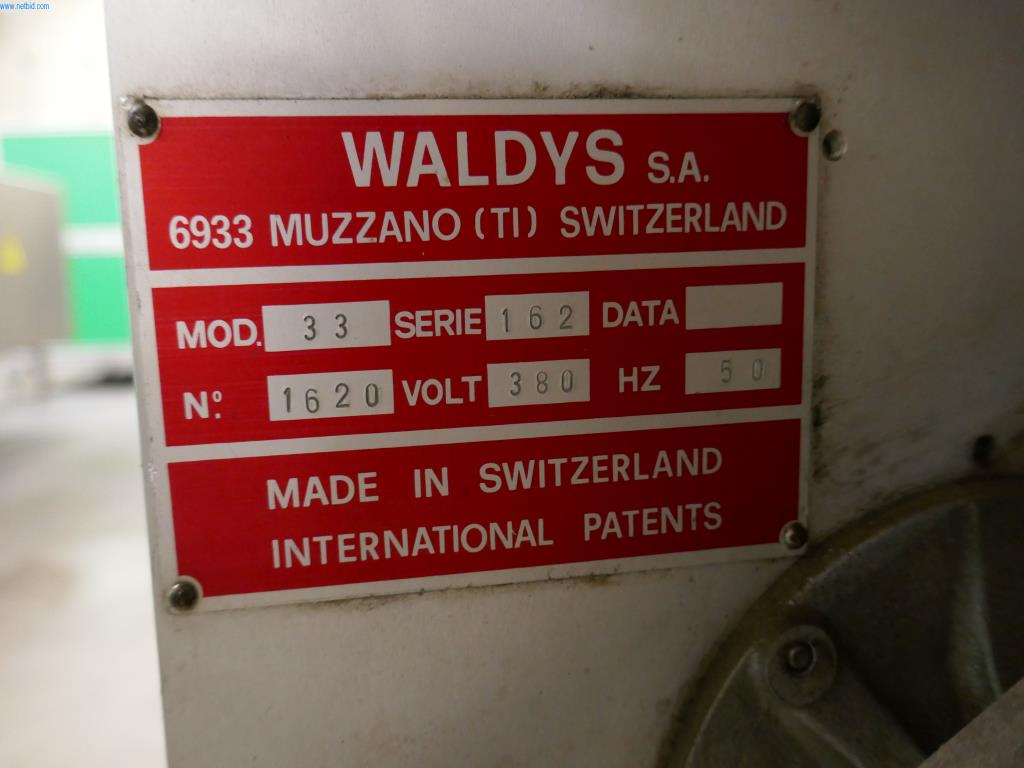 www.netbid.com
WALDYS S.A.
6933 MUZZANO (TI) SWITZERLAND
MOD. 33 SERIE 162 DATA
Nº. 1620 VOLT 380 HZ 50
MADE IN SWITZERLAND
INTERNATIONAL PATENTS